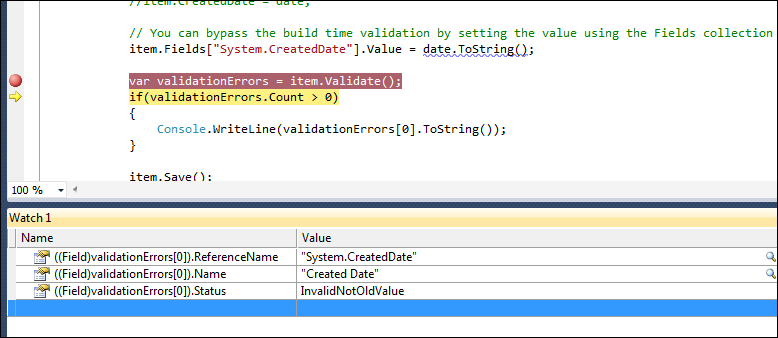 //item.CreatedDate = date;
// You can bypass the build time validation by setting the value using the Fields collection
item.Fields["System.CreatedDate"].Value = date.ToString();
var validationErrors = item.Validate();
if(validationErrors.Count > 0)
{
Console.WriteLine(validationErrors[0].ToString());
}
item.Save();
100 %
Watch 1
Name Value
((Field)validationErrors[0]).ReferenceName "System.CreatedDate"
((Field)validationErrors[0]).Name "Created Date"
((Field)validationErrors[0]).Status InvalidNotOldValue